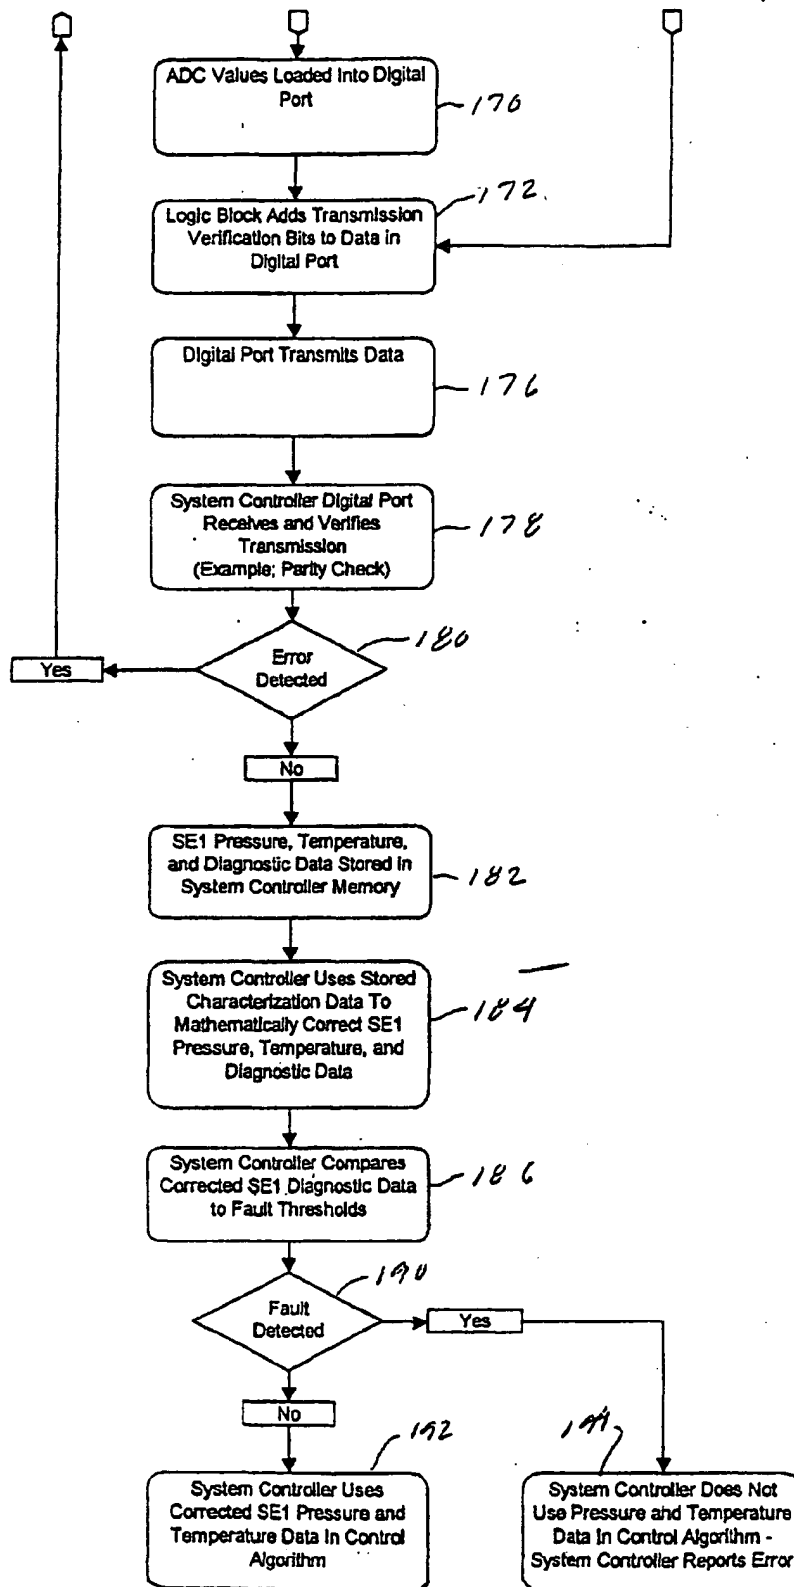 ADC Values Loaded Into Digital
Port
170
Logic Block Adds Transmission
Verification Bits to Data in
Digital Port
172
Digital Port Transmits Data
176
System Controller Digital Port
Receives and Verifies
Transmission
(Example; Parity Check)
178
Error
Detected
180
Yes
No
SE1 Pressure, Temperature,
and Diagnostic Data Stored in
System Controller Memory
182
System Controller Uses Stored
Characterization Data To
Mathematically Correct SE1
Pressure, Temperature, and
Diagnostic Data
184
System Controller Compares
Corrected SE1 Diagnostic Data
to Fault Thresholds
186
Fault
Detected
190
Yes
No
192
System Controller Uses
Corrected SE1 Pressure and
Temperature Data In Control
Algorithm
System Controller Does Not
Use Pressure and Temperature
Data In Control Algorithm -
System Controller Reports Error